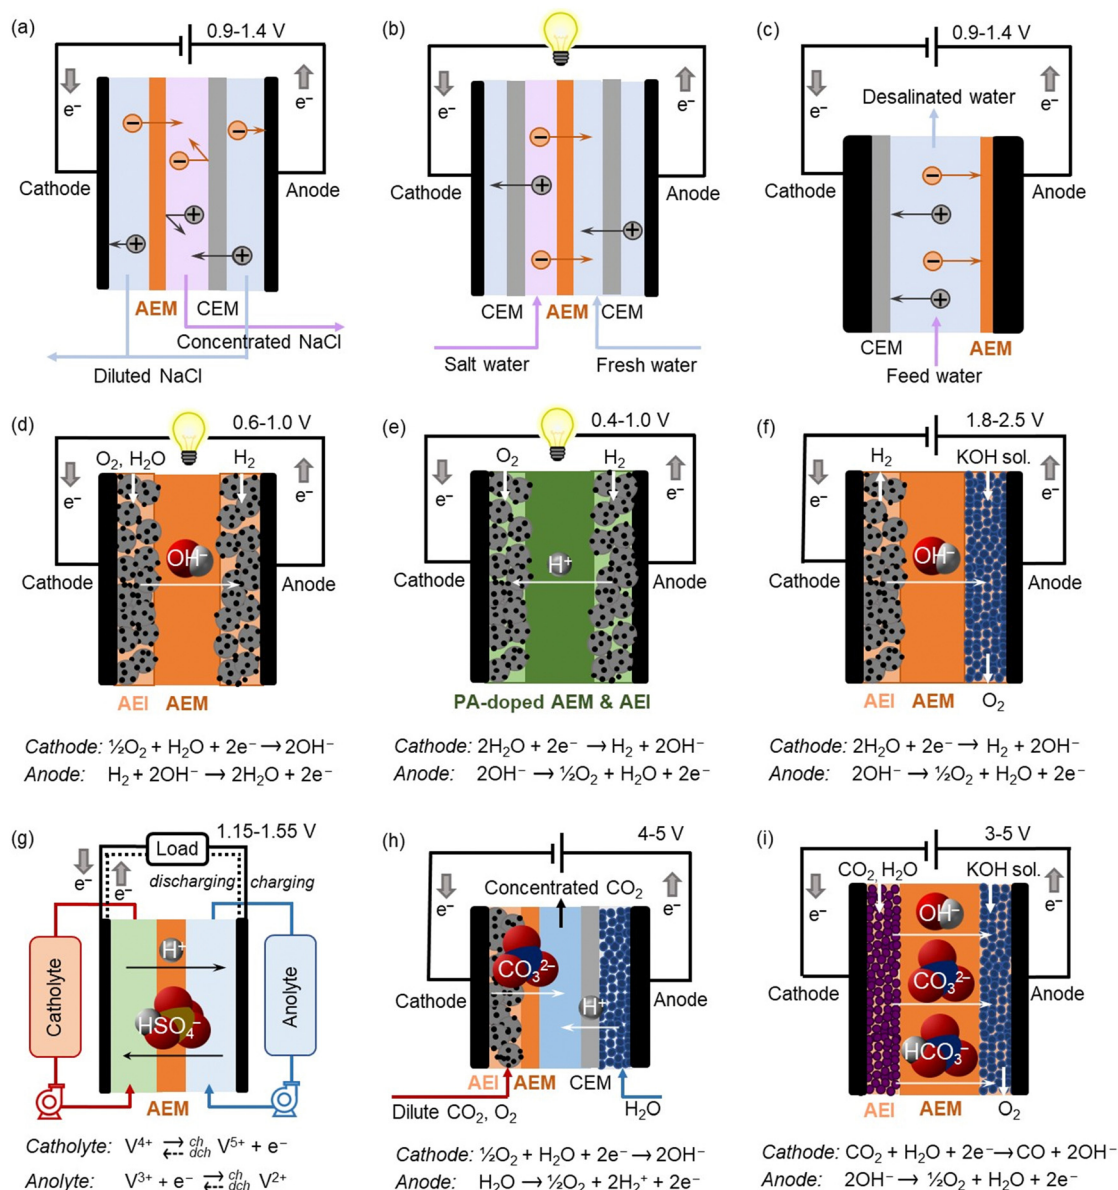 (a)
0.9-1.4 V
e⁻
e⁻
Cathode
Anode
AEM
CEM
Concentrated NaCl
Diluted NaCl
(b)
e⁻
e⁻
Cathode
Anode
CEM
AEM
CEM
Salt water
Fresh water
(c)
0.9-1.4 V
e⁻
e⁻
Desalinated water
Cathode
Anode
CEM
AEM
Feed water
(d)
0.6-1.0 V
O₂, H₂O
H₂
e⁻
e⁻
OH⁻
Cathode
Anode
AEI
AEM
Cathode: ½O₂ + H₂O + 2e⁻ → 2OH⁻
Anode: H₂ + 2OH⁻ → 2H₂O + 2e⁻
(e)
0.4-1.0 V
O₂
H₂
e⁻
e⁻
H⁺
Cathode
Anode
PA-doped AEM & AEI
Cathode: 2H₂O + 2e⁻ → H₂ + 2OH⁻
Anode: 2OH⁻ → ½O₂ + H₂O + 2e⁻
(f)
1.8-2.5 V
H₂
KOH sol.
e⁻
e⁻
OH⁻
Cathode
Anode
AEI
AEM
O₂
Cathode: 2H₂O + 2e⁻ → H₂ + 2OH⁻
Anode: 2OH⁻ → ½O₂ + H₂O + 2e⁻
(g)
1.15-1.55 V
Load
e⁻
e⁻
discharging
charging
Catholyte
H⁺
HSO₄⁻
Anolyte
AEM
Catholyte: V⁴⁺ ⇄ ch dch V⁵⁺ + e⁻
Anolyte: V³⁺ + e⁻ ⇄ ch dch V²⁺
(h)
4-5 V
Concentrated CO₂
e⁻
e⁻
CO₃²⁻
H⁺
Cathode
Anode
AEI
AEM
CEM
Dilute CO₂, O₂
H₂O
Cathode: ½O₂ + H₂O + 2e⁻ → 2OH⁻
Anode: H₂O → ½O₂ + 2H₂⁺ + 2e⁻
(i)
3-5 V
CO₂, H₂O
KOH sol.
e⁻
e⁻
OH⁻
CO₃²⁻
HCO₃⁻
Cathode
Anode
AEI
AEM
O₂
Cathode: CO₂ + H₂O + 2e⁻ → CO + 2OH⁻
Anode: 2OH⁻ → ½O₂ + H₂O + 2e⁻